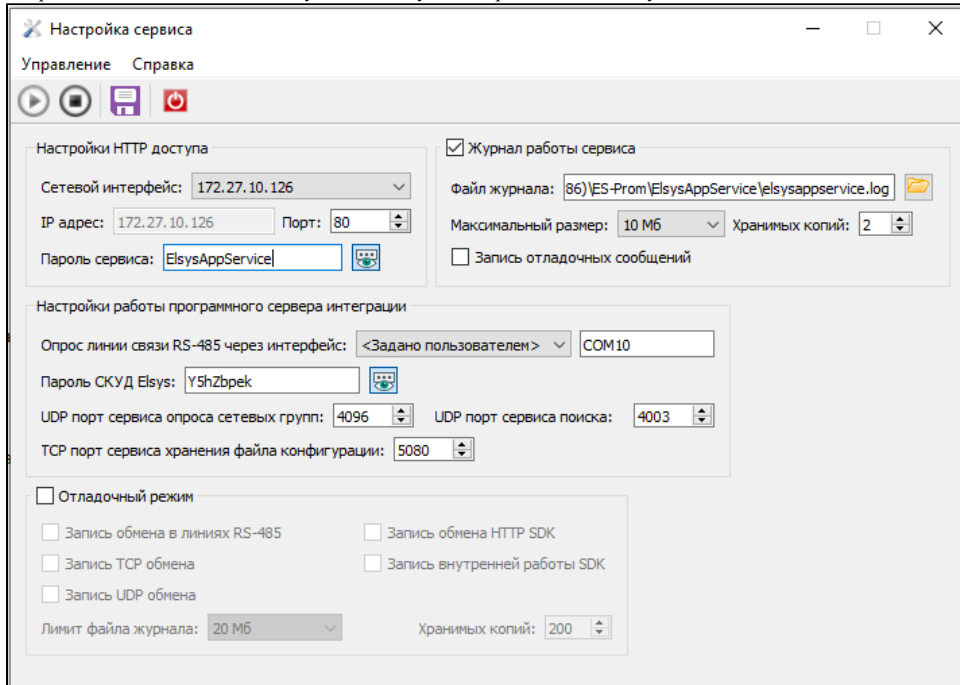 Настройка сервиса
Управление Справка
Настройки HTTP доступа
Сетевой интерфейс: 172.27.10.126
IP адрес: 172.27.10.126 Порт: 80
Пароль сервиса: ElsysAppService
Журнал работы сервиса
Файл журнала: 86)\ES-Prom\ElsysAppService\elsysappservice.log
Максимальный размер: 10 Мб Хранимых копий: 2
Запись отладочных сообщений
Настройки работы программного сервера интеграции
Опрос линии связи RS-485 через интерфейс: <Задано пользователем> COM10
Пароль СКУД Elsys: Y5hZbpek
UDP порт сервиса опроса сетевых групп: 4096 UDP порт сервиса поиска: 4003
TCP порт сервиса хранения файла конфигурации: 5080
Отладочный режим
Запись обмена в линиях RS-485 Запись обмена HTTP SDK
Запись TCP обмена Запись внутренней работы SDK
Запись UDP обмена
Лимит файла журнала: 20 Мб Хранимых копий: 200